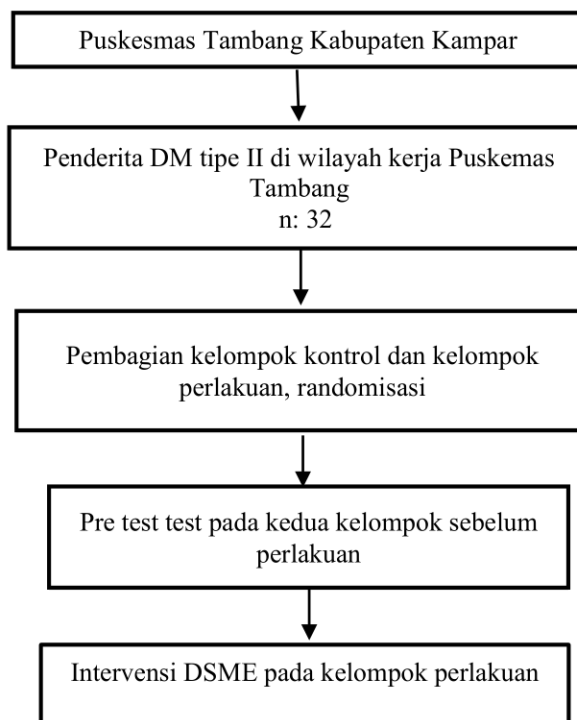 Puskesmas Tambang Kabupaten Kampar
Penderita DM tipe II di wilayah kerja Puskemas
Tambang
n: 32
Pembagian kelompok kontrol dan kelompok
perlakuan, randomisasi
Pre test test pada kedua kelompok sebelum
perlakuan
Intervensi DSME pada kelompok perlakuan